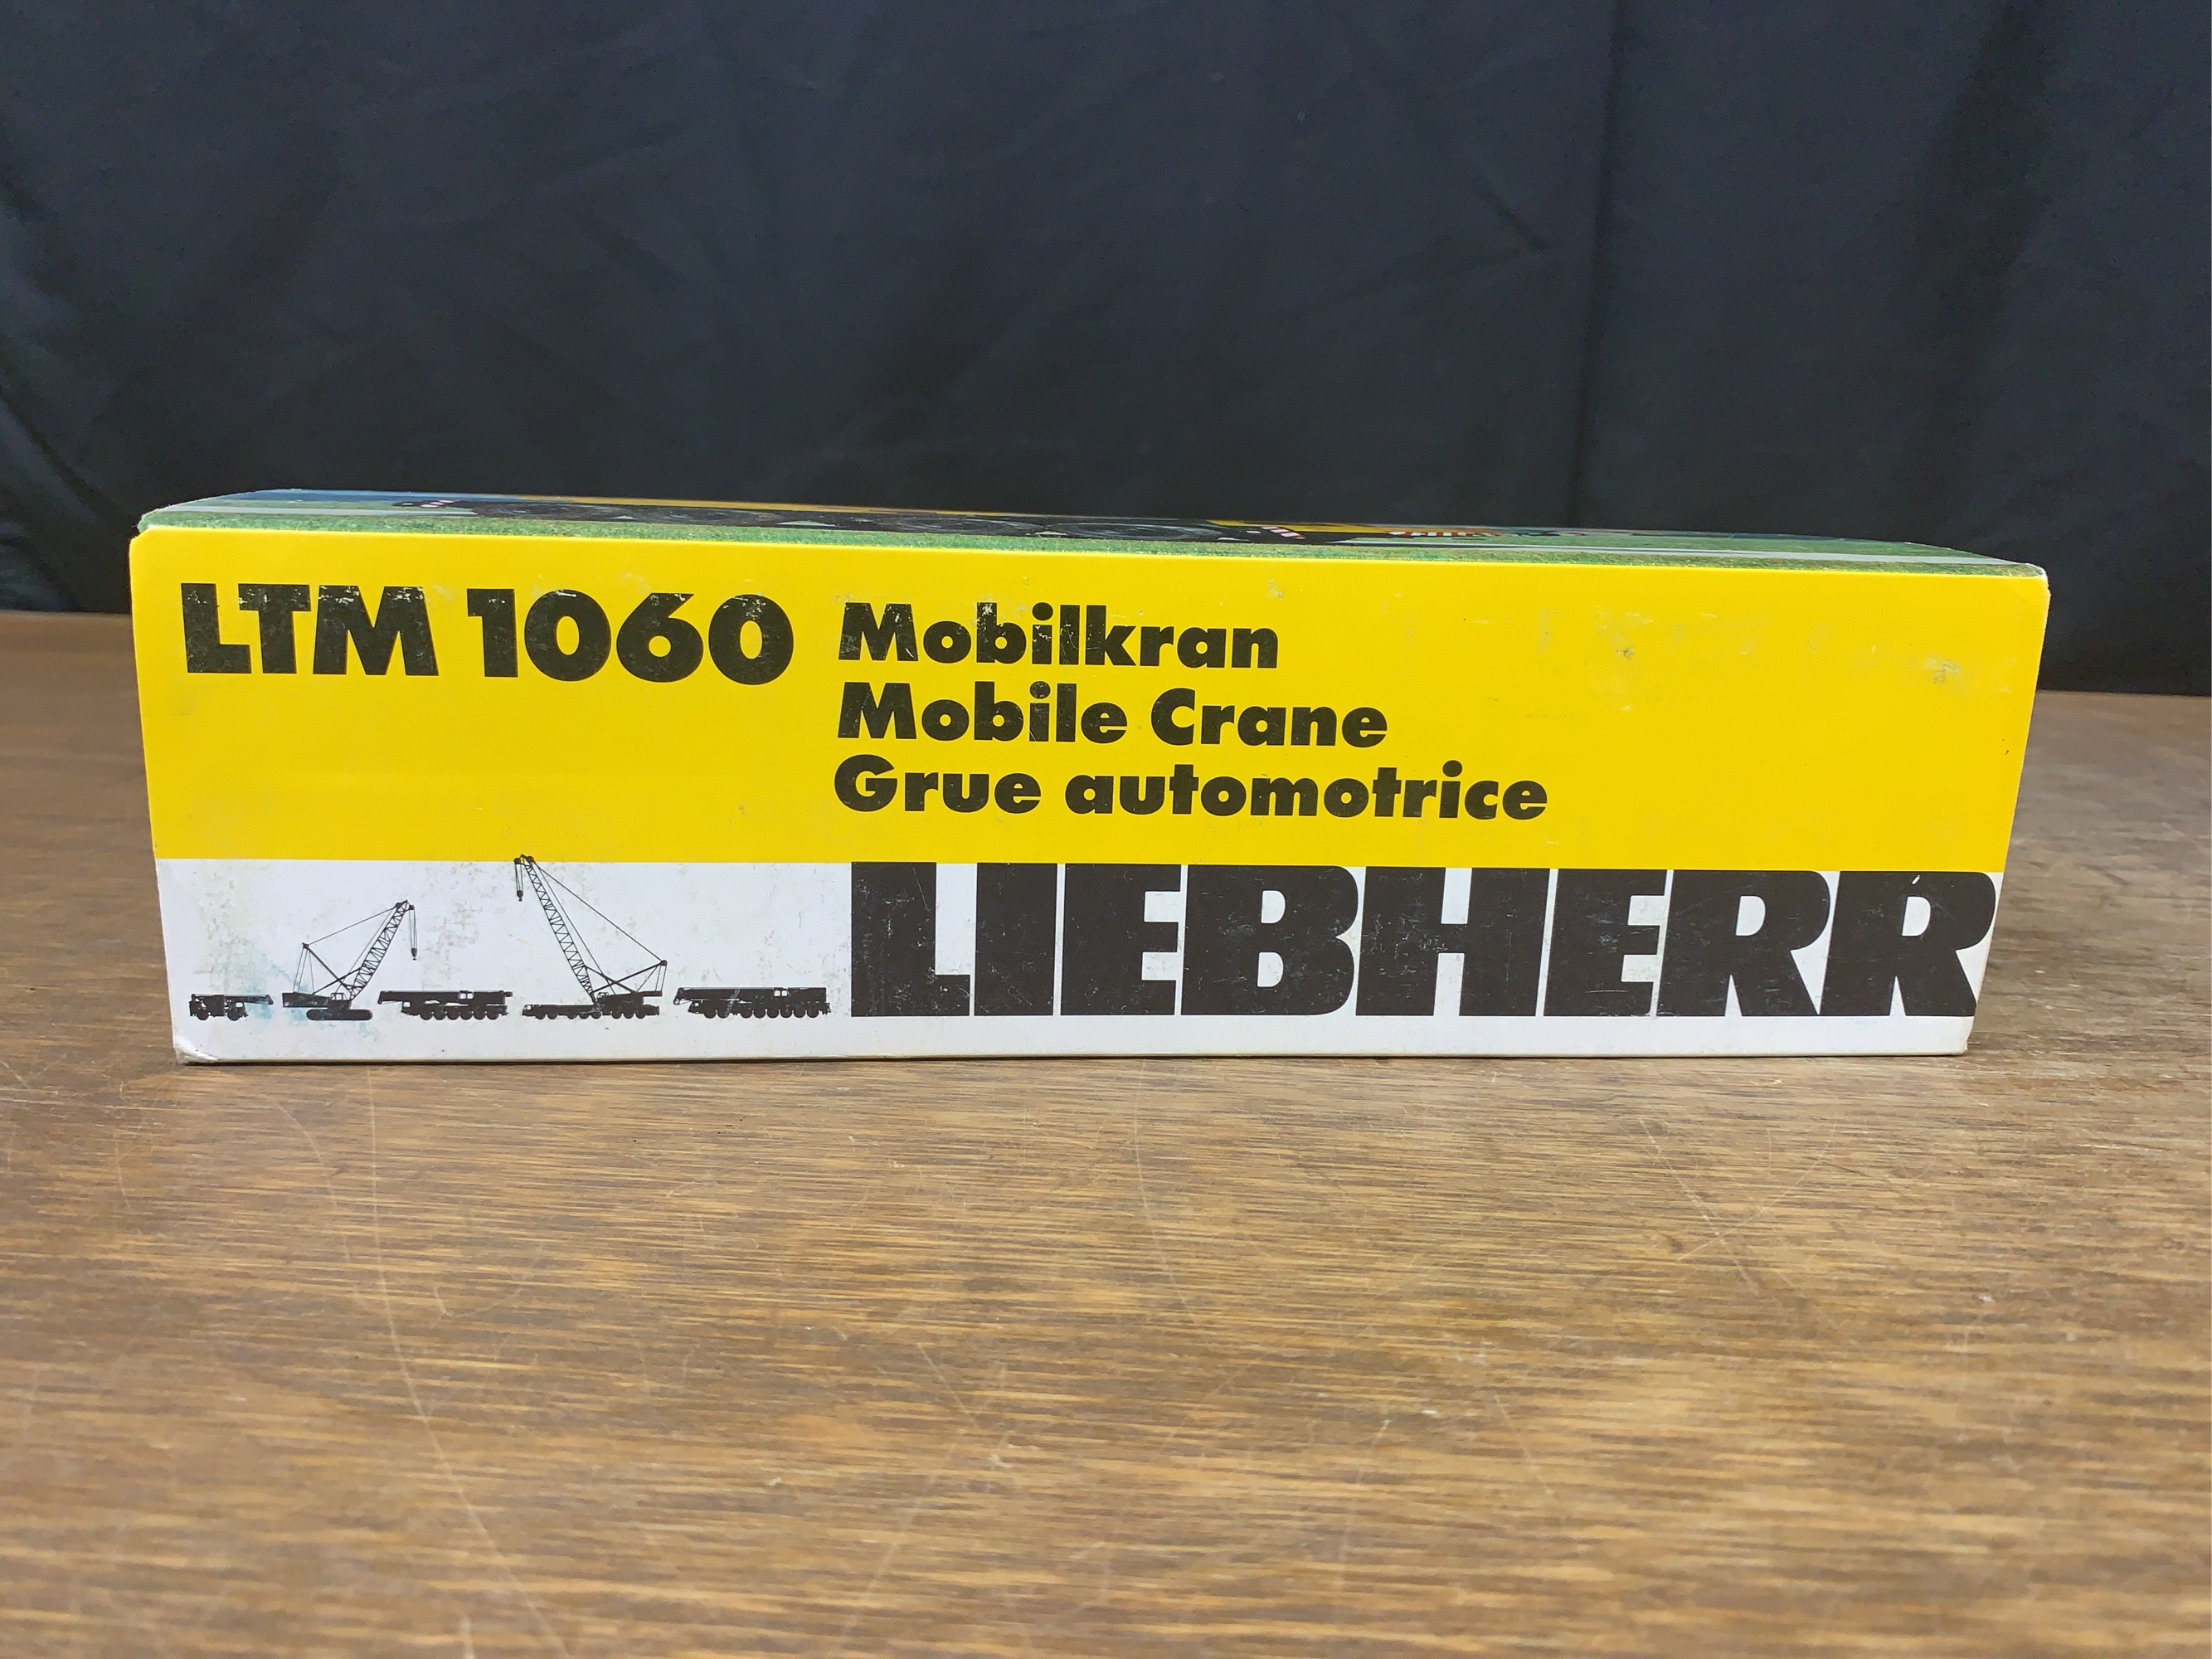 LTM 1060
Mobilkran
Mobile Crane
Grue automotrice
LIEBHERR